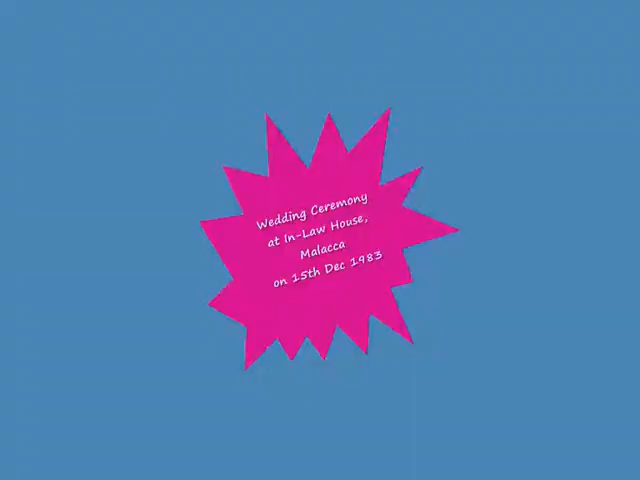 Wedding Ceremony
at In-Law House,
Malacca
on 15th Dec 1983